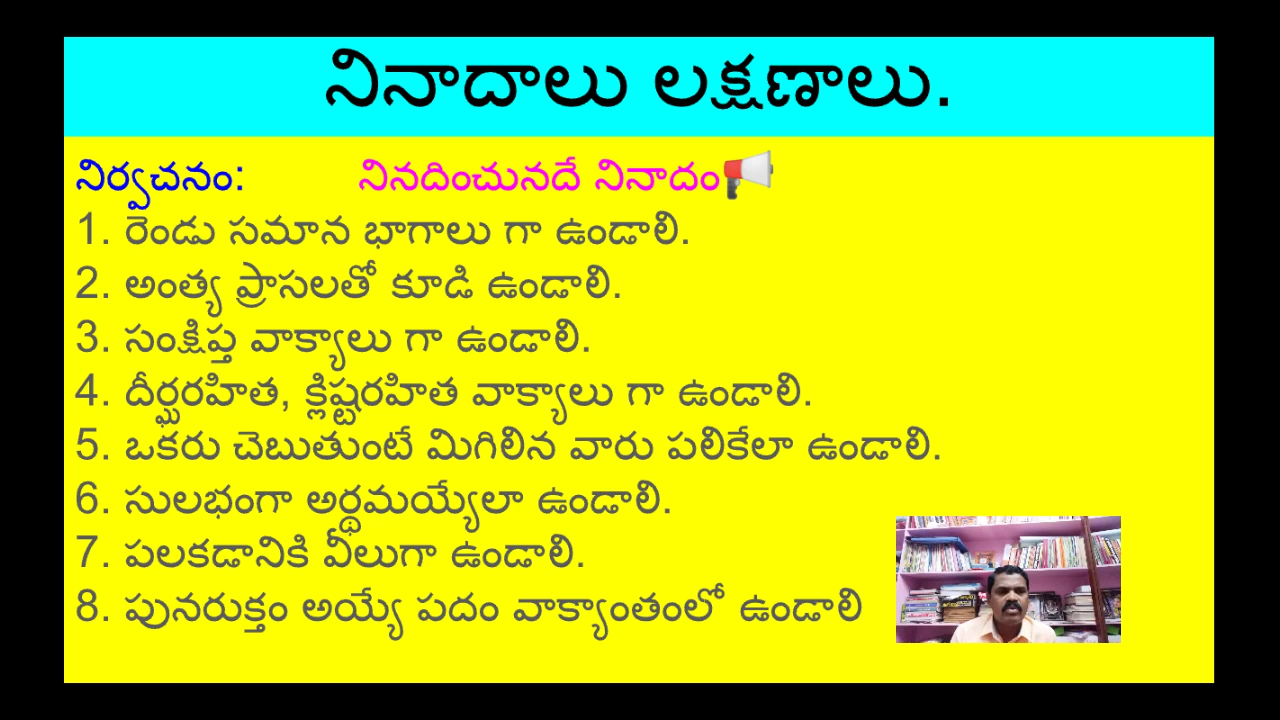 నినాదాలు లక్షణాలు.
నిర్వచనం: నినదించునదే నినాదం
1. రెండు సమాన భాగాలు గా ఉండాలి.
2. అంత్య ప్రాసలతో కూడి ఉండాలి.
3. సంక్షిప్త వాక్యాలు గా ఉండాలి.
4. దీర్ఘరహిత, క్లిష్టరహిత వాక్యాలు గా ఉండాలి.
5. ఒకరు చెబుతుంటే మిగిలిన వారు పలికేలా ఉండాలి.
6. సులభంగా అర్థమయ్యేలా ఉండాలి.
7. పలకడానికి వీలుగా ఉండాలి.
8. పునరుక్తం అయ్యే పదం వాక్యాంతంలో ఉండాలి